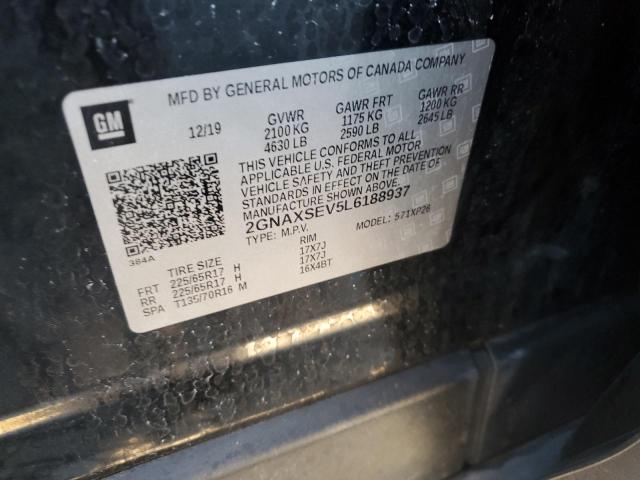 GM
MFD BY GENERAL MOTORS OF CANADA COMPANY
12/19 GVWR GAWR FRT GAWR RR
2100 KG 1175 KG 1200 KG
4630 LB 2590 LB 2645 LB
THIS VEHICLE CONFORMS TO ALL
APPLICABLE U.S. FEDERAL MOTOR
VEHICLE SAFETY AND THEFT PREVENTION
STANDARDS IN EFFECT ON THE DATE OF
MANUFACTURE SHOWN ABOVE.
2GNAXSEV5L6188937
TYPE: M.P.V. MODEL: 571XP26
384A
TIRE SIZE RIM
FRT 225/65R17 H 17X7J
RR 225/65R17 H 17X7J
SPA T135/70R16 M 16X4BT